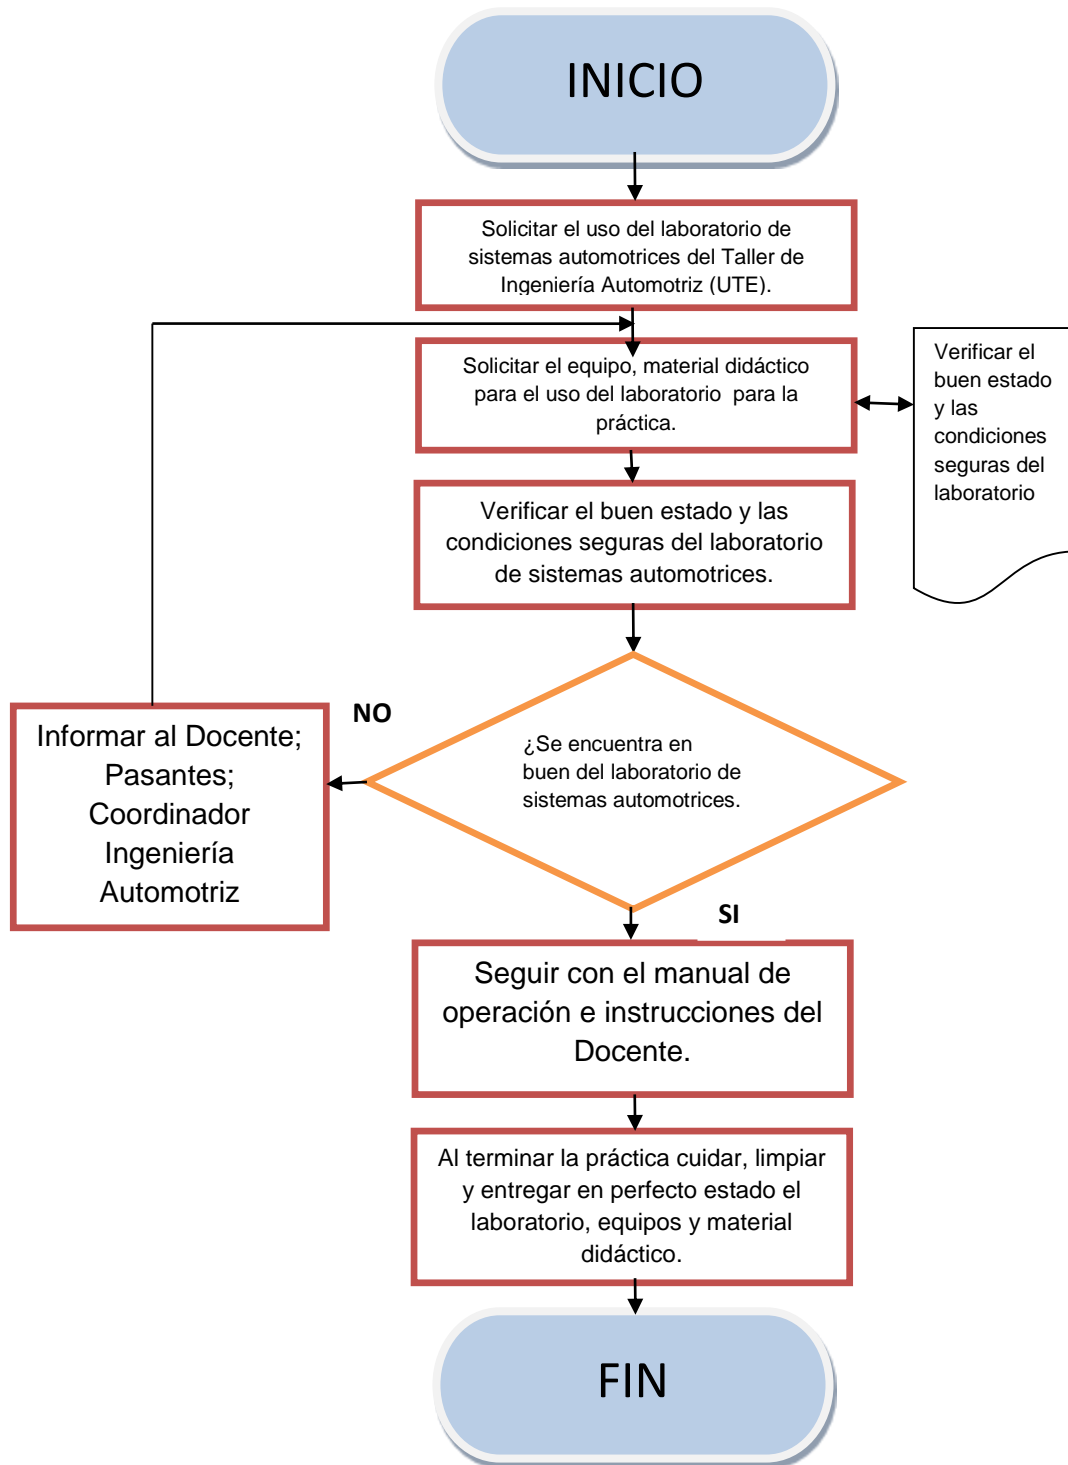 INICIO
Solicitar el uso del laboratorio de
sistemas automotrices del Taller de
Ingeniería Automotriz (UTE).
Solicitar el equipo, material didáctico
para el uso del laboratorio para la
práctica.
Verificar el
buen estado
y las
condiciones
seguras del
laboratorio
Verificar el buen estado y las
condiciones seguras del laboratorio
de sistemas automotrices.
NO
¿Se encuentra en
buen del laboratorio de
sistemas automotrices.
Informar al Docente;
Pasantes;
Coordinador
Ingeniería
Automotriz
SI
Seguir con el manual de
operación e instrucciones del
Docente.
Al terminar la práctica cuidar, limpiar
y entregar en perfecto estado el
laboratorio, equipos y material
didáctico.
FIN